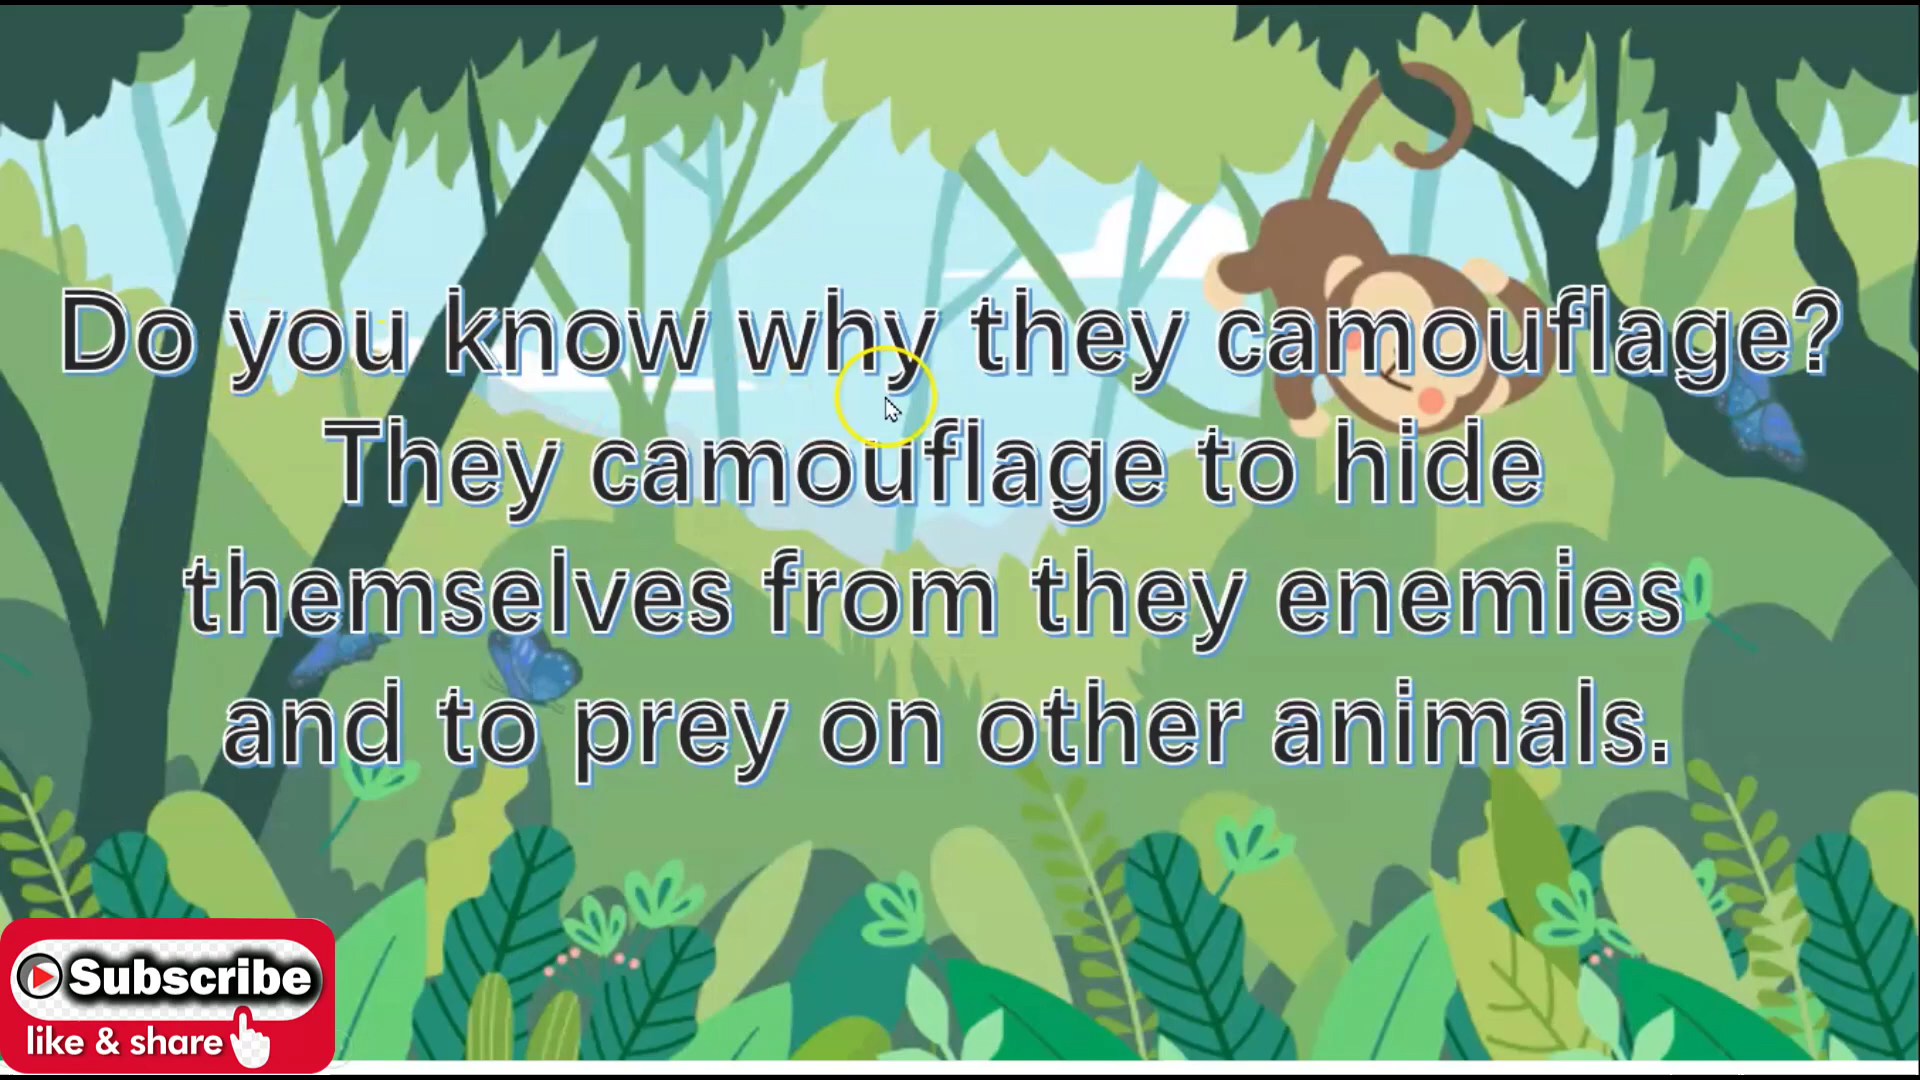 Do you know why they camouflage?
They camouflage to hide
themselves from they enemies
and to prey on other animals.
Subscribe
like & share